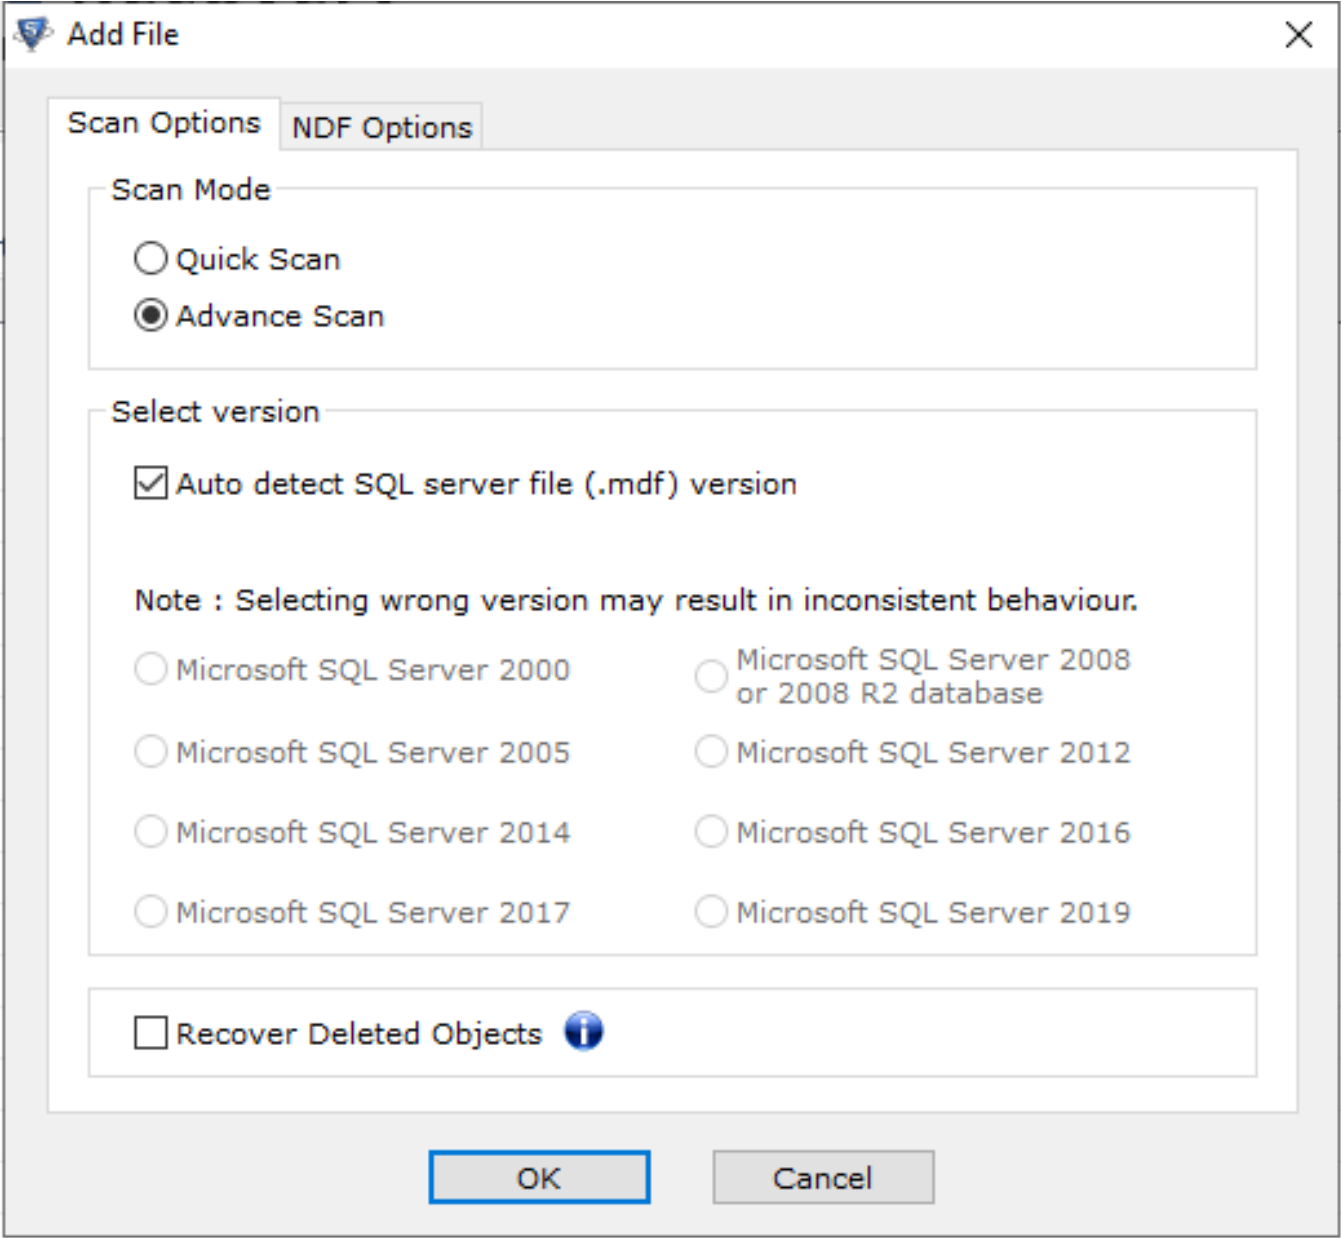 Add File
Scan Options
NDF Options
Scan Mode
Quick Scan
Advance Scan
Select version
Auto detect SQL server file (.mdf) version
Note : Selecting wrong version may result in inconsistent behaviour.
Microsoft SQL Server 2000
Microsoft SQL Server 2008
or 2008 R2 database
Microsoft SQL Server 2005
Microsoft SQL Server 2012
Microsoft SQL Server 2014
Microsoft SQL Server 2016
Microsoft SQL Server 2017
Microsoft SQL Server 2019
Recover Deleted Objects
OK
Cancel